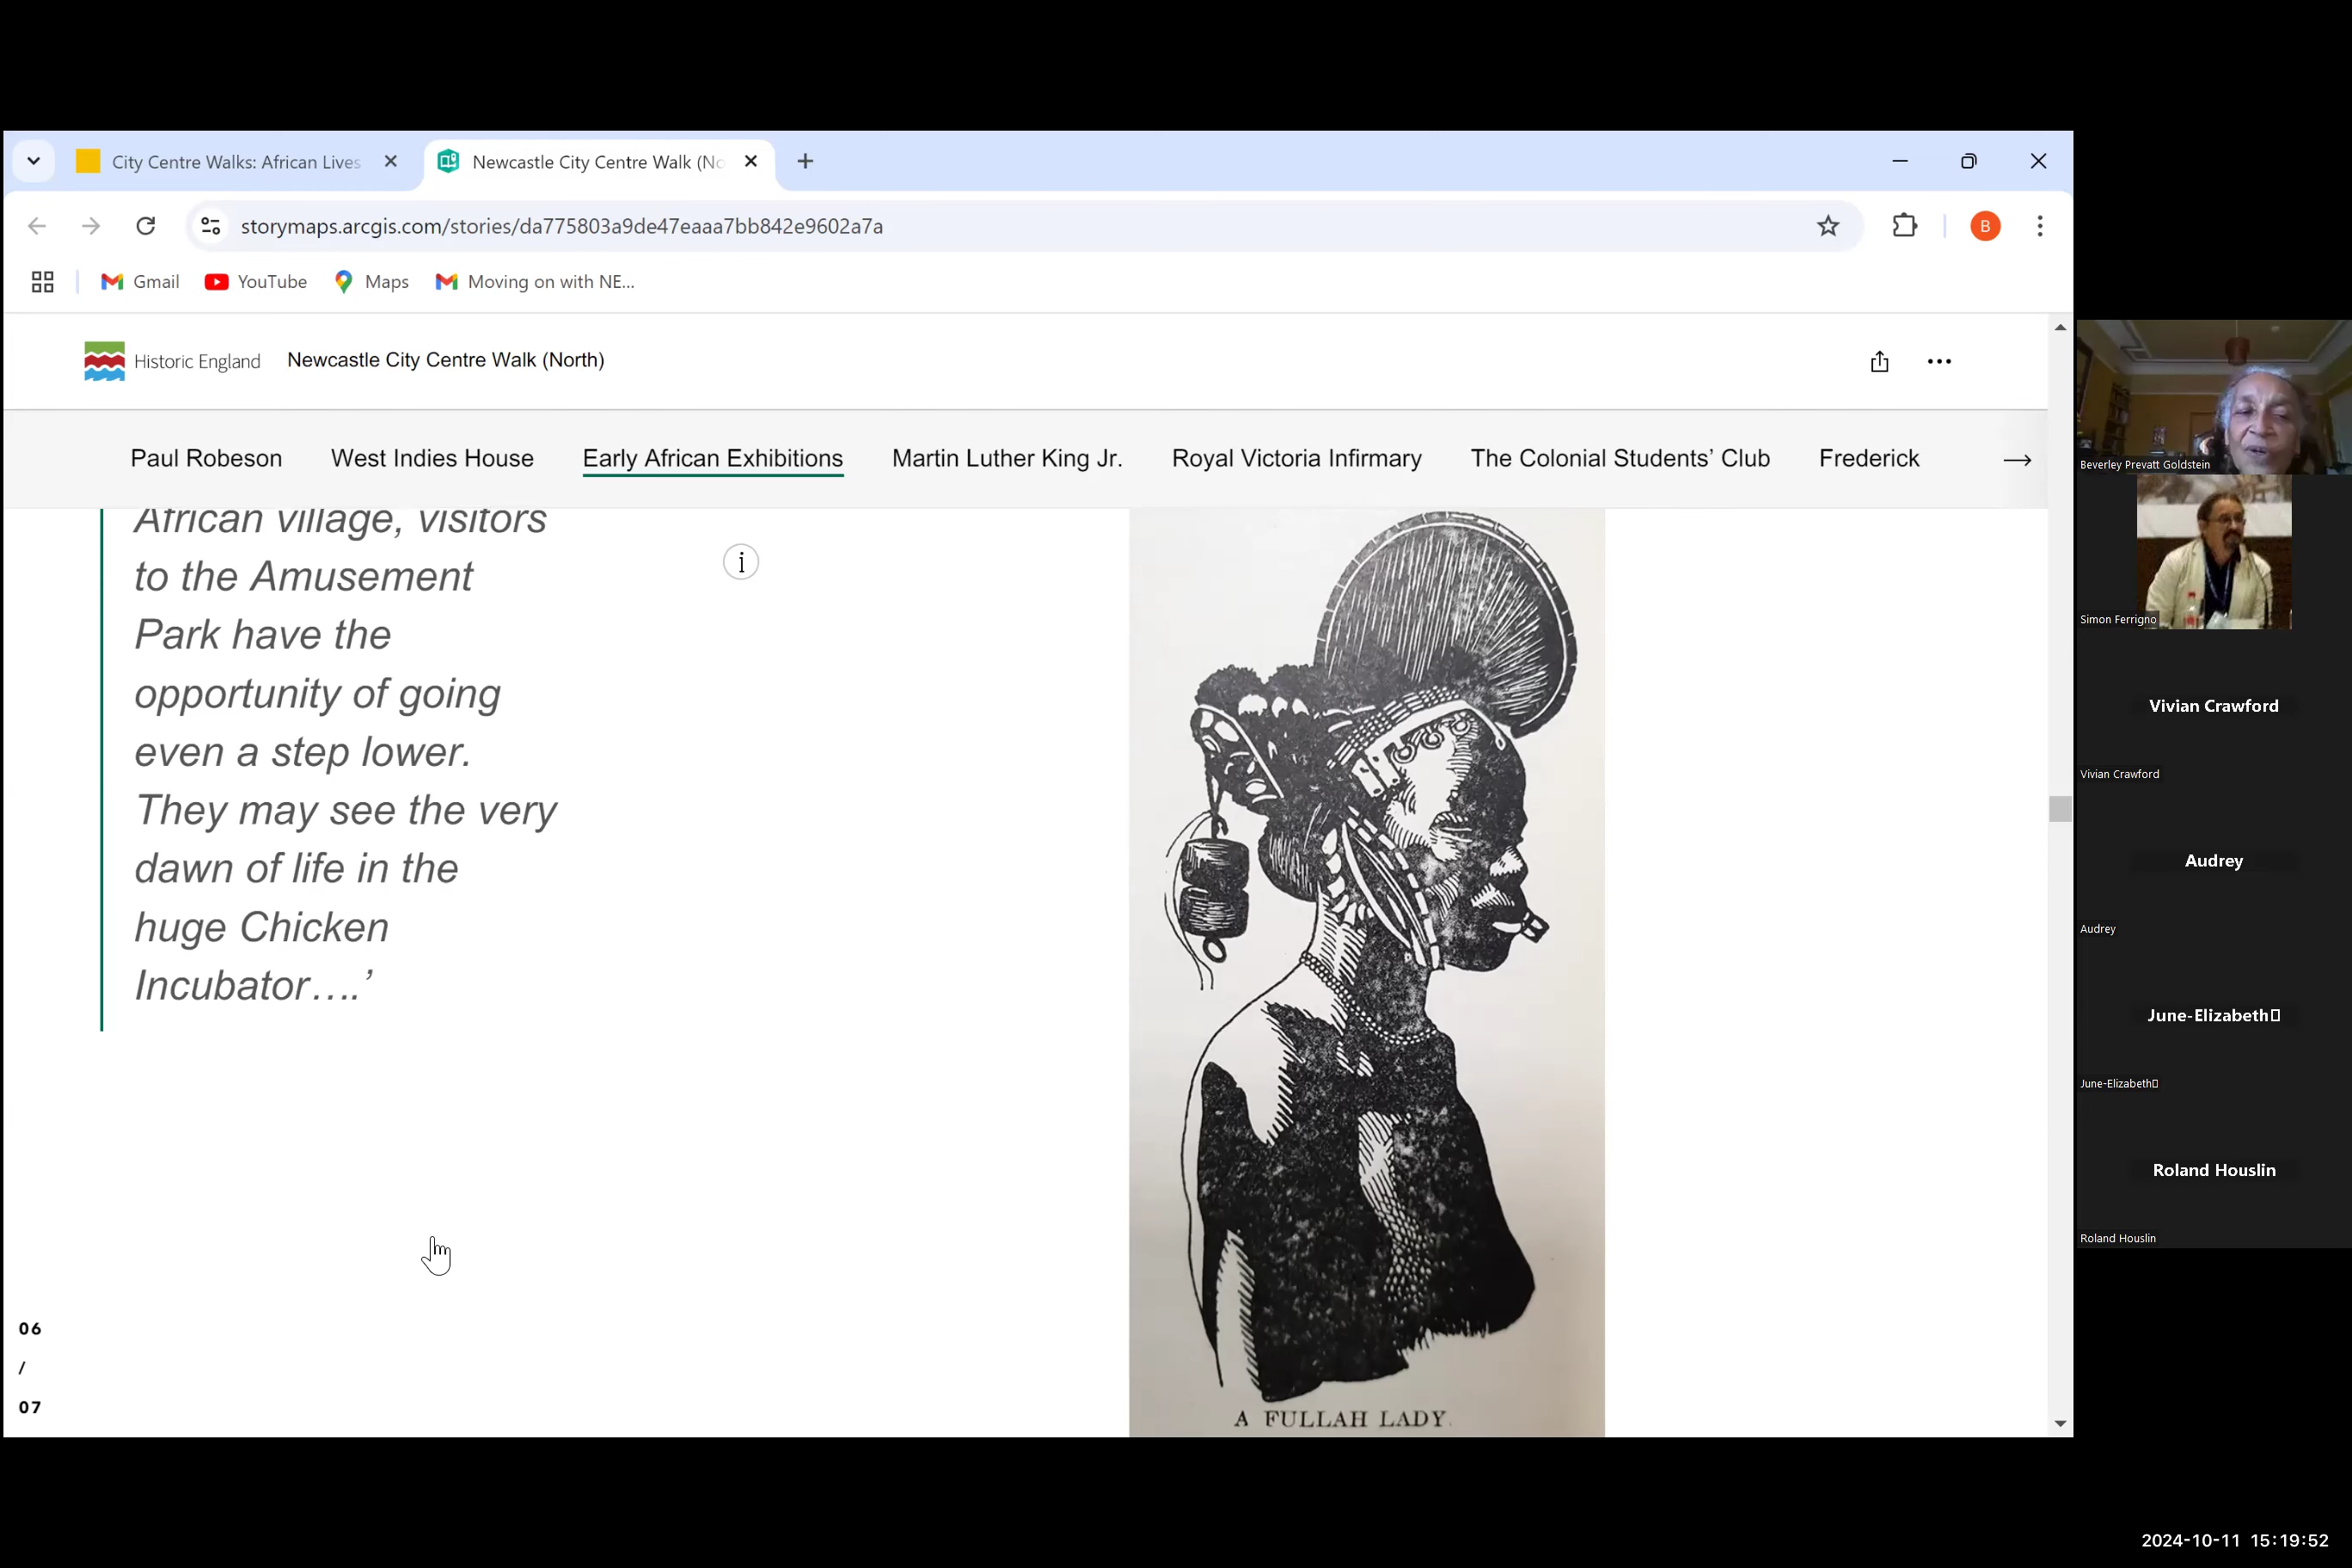 City Centre Walks: African Lives
Newcastle City Centre Walk (No
storymaps.arcgis.com/stories/da775803a9de47eaaa7bb842e9602a7a
B
Gmail
YouTube
Maps
Moving on with NE...
Historic England
Newcastle City Centre Walk (North)
Paul Robeson
West Indies House
Early African Exhibitions
Martin Luther King Jr.
Royal Victoria Infirmary
The Colonial Students’ Club
Frederick
African village, visitors
to the Amusement
Park have the
opportunity of going
even a step lower.
They may see the very
dawn of life in the
huge Chicken
Incubator….’
i
A FULLAH LADY.
06
/
07
Beverley Prevatt Goldstein
Simon Ferrigno
Vivian Crawford
Vivian Crawford
Audrey
Audrey
June-Elizabeth
June-Elizabeth
Roland Houslin
Roland Houslin
2024-10-11 15:19:52